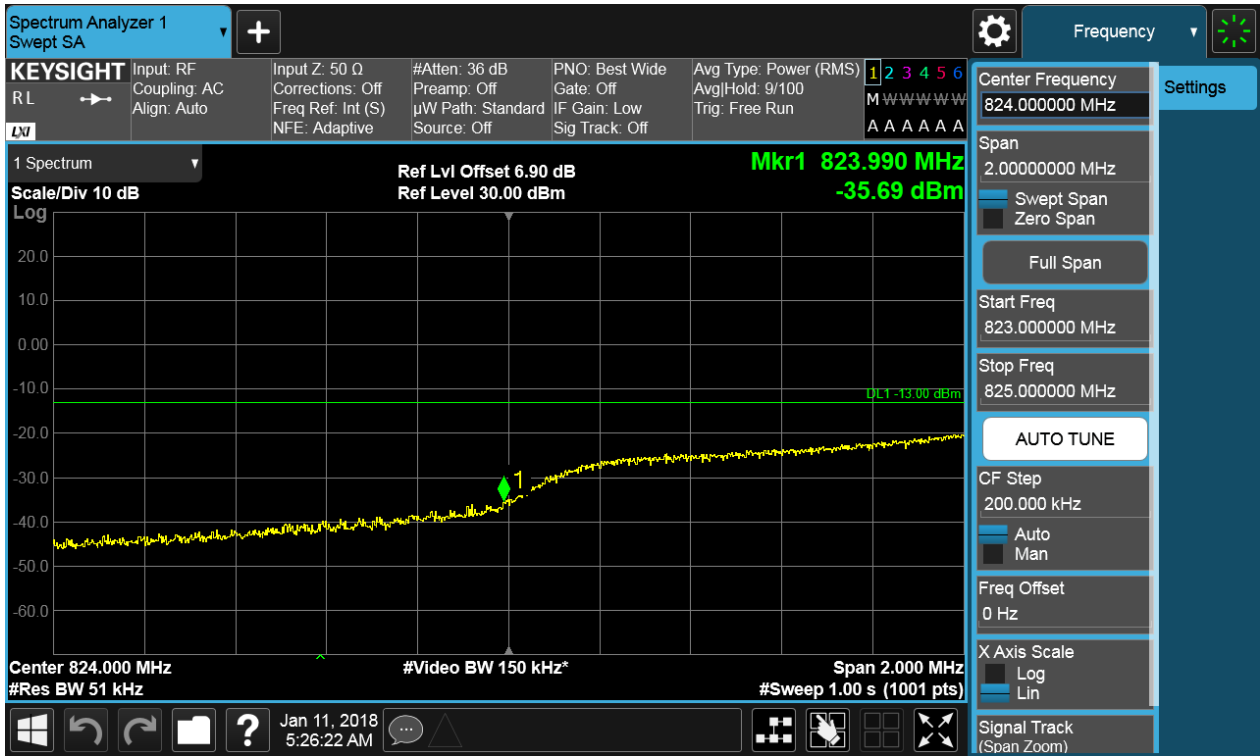 Spectrum Analyzer 1
Swept SA
Frequency
KEYSIGHT
RL
LXI
Input: RF
Coupling: AC
Align: Auto
Input Z: 50 Ω
Corrections: Off
Freq Ref: Int (S)
NFE: Adaptive
#Atten: 36 dB
Preamp: Off
µW Path: Standard
Source: Off
PNO: Best Wide
Gate: Off
IF Gain: Low
Sig Track: Off
Avg Type: Power (RMS)
Avg|Hold: 9/100
Trig: Free Run
1 2 3 4 5 6
M W W W W W
A A A A A A
Center Frequency
824.000000 MHz
Settings
Span
2.00000000 MHz
Swept Span
Zero Span
Full Span
Start Freq
823.000000 MHz
Stop Freq
825.000000 MHz
AUTO TUNE
CF Step
200.000 kHz
Auto
Man
Freq Offset
0 Hz
X Axis Scale
Log
Lin
Signal Track
(Span Zoom)
1 Spectrum
Scale/Div 10 dB
Log
Ref Lvl Offset 6.90 dB
Ref Level 30.00 dBm
Mkr1 823.990 MHz
-35.69 dBm
20.0
10.0
0.00
-10.0
-20.0
-30.0
-40.0
-50.0
-60.0
DL1 -13.00 dBm
1
Center 824.000 MHz
#Res BW 51 kHz
#Video BW 150 kHz*
Span 2.000 MHz
#Sweep 1.00 s (1001 pts)
?
Jan 11, 2018
5:26:22 AM